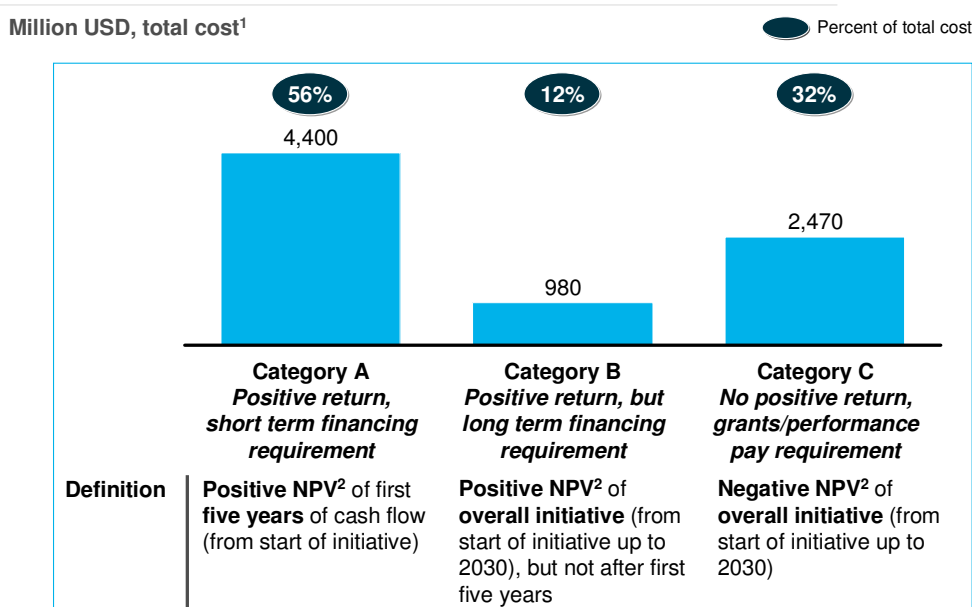 Million USD, total cost¹
Percent of total cost
56%
12%
32%
4,400
980
2,470
Category A
Positive return,
short term financing
requirement
Category B
Positive return, but
long term financing
requirement
Category C
No positive return,
grants/performance
pay requirement
Definition
Positive NPV² of first
five years of cash flow
(from start of initiative)
Positive NPV² of
overall initiative (from
start of initiative up to
2030), but not after first
five years
Negative NPV² of
overall initiative (from
start of initiative up to
2030)